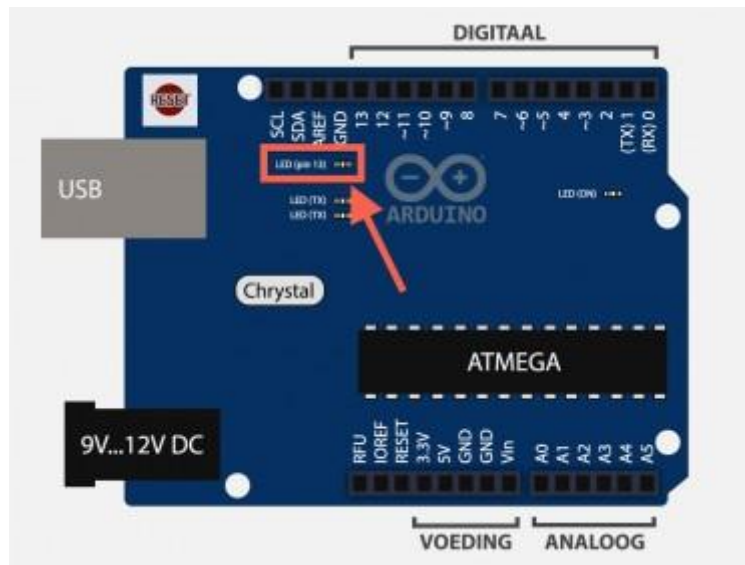 DIGITAAL
RESET
SCL
SDA
AREF
GND
13
12
~11
~10
~9
8
7
~6
~5
4
~3
2
(TX) 1
(RX) 0
LED (pin 13)
USB
LED (TX)
LED (TX)
ARDUINO
LED (ON)
Chrystal
ATMEGA
9V...12V DC
RFU
IOREF
RESET
3.3V
5V
GND
GND
Vin
A0
A1
A2
A3
A4
A5
VOEDING
ANALOOG